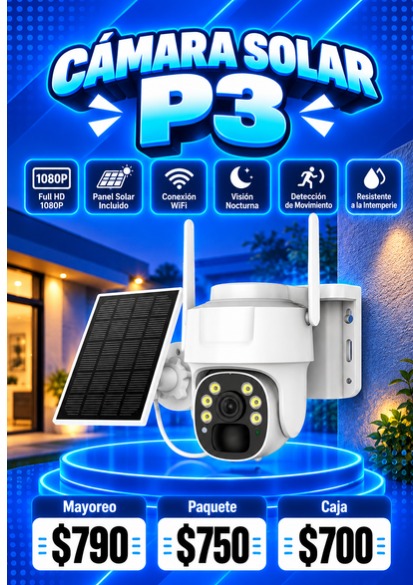 CÁMARA SOLAR
P3
1080P
Full HD
1080P
Panel Solar
Incluido
Conexión
WiFi
Visión
Nocturna
Detección
de Movimiento
Resistente
a la Intemperie
Mayoreo
$790
Paquete
$750
Caja
$700